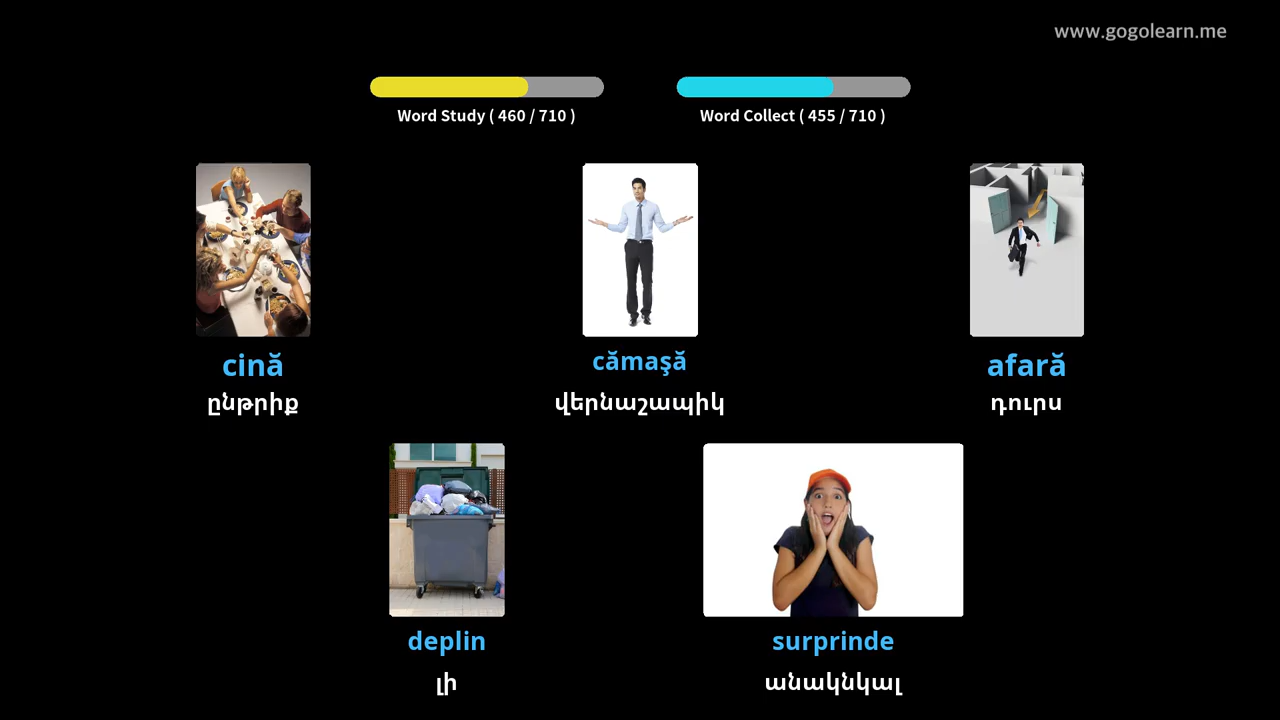 www.gogolearn.me
Word Study ( 460 / 710 )
Word Collect ( 455 / 710 )
cină
ընթրիք
cămaşă
վերնաշապիկ
afară
դուրս
deplin
լի
surprinde
անակնկալ